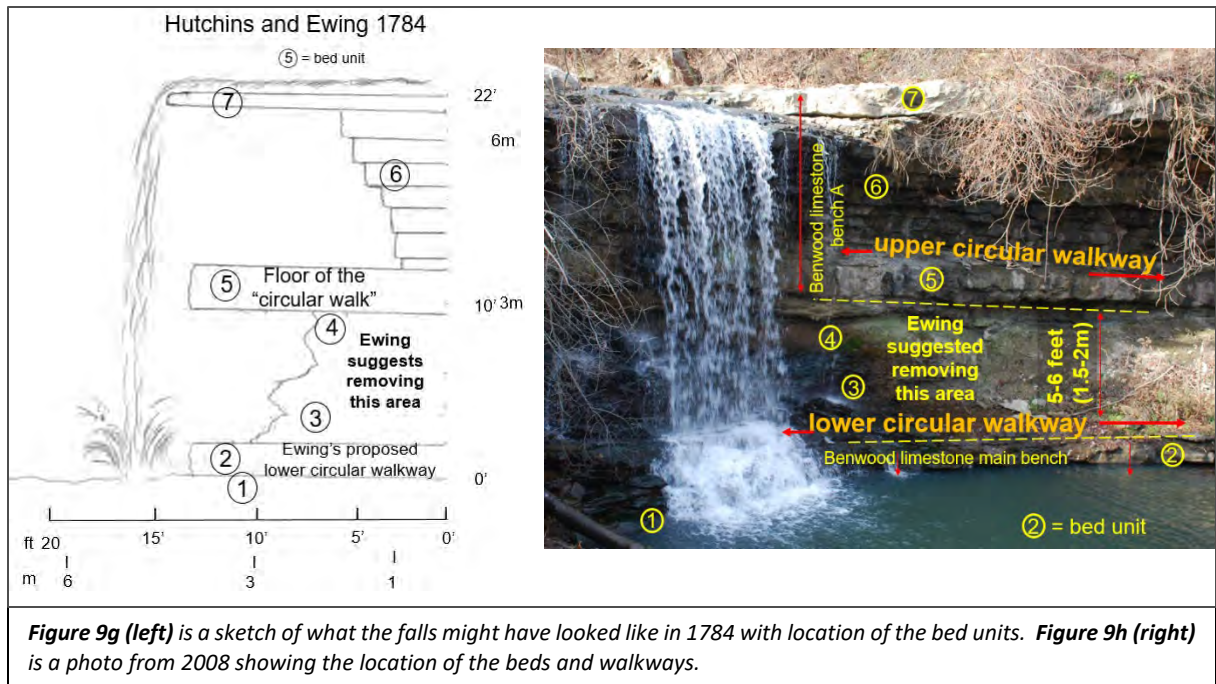 Hutchins and Ewing 1784
⑤ = bed unit
⑦
22'
6m
⑥
⑤
Floor of the
"circular walk"
10' 3m
④
Ewing
suggests
removing
this area
③
②
Ewing's proposed
lower circular walkway
①
0'
ft 20 15' 10' 5' 0'
m 6 3 1
⑦
Benwood limestone
bench A
⑥
upper circular walkway
⑤
④
Ewing
suggested
removing
this area
5-6 feet
(1.5-2m)
③
lower circular walkway
Benwood limestone main bench
②
①
② = bed unit
Figure 9g (left) is a sketch of what the falls might have looked like in 1784 with location of the bed units. Figure 9h (right)
is a photo from 2008 showing the location of the beds and walkways.